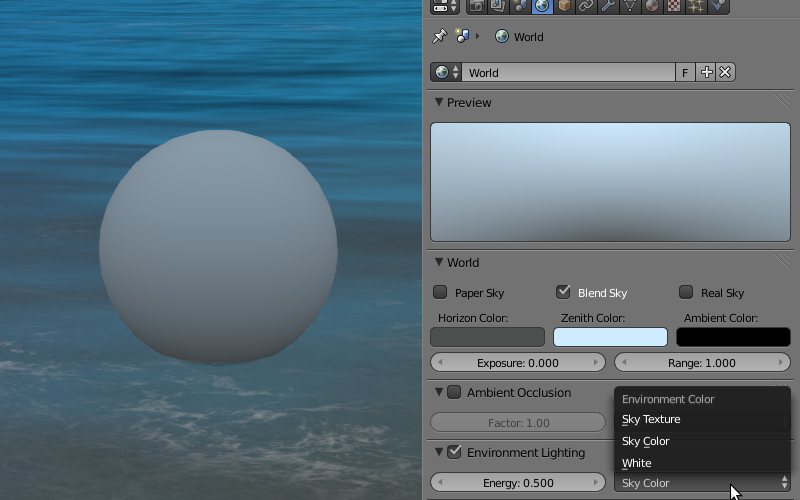 World
World F
Preview
World
Paper Sky Blend Sky Real Sky
Horizon Color: Zenith Color: Ambient Color:
Exposure: 0.000 Range: 1.000
Ambient Occlusion
Factor: 1.00
Environment Lighting
Energy: 0.500
Environment Color
Sky Texture
Sky Color
White
Sky Color